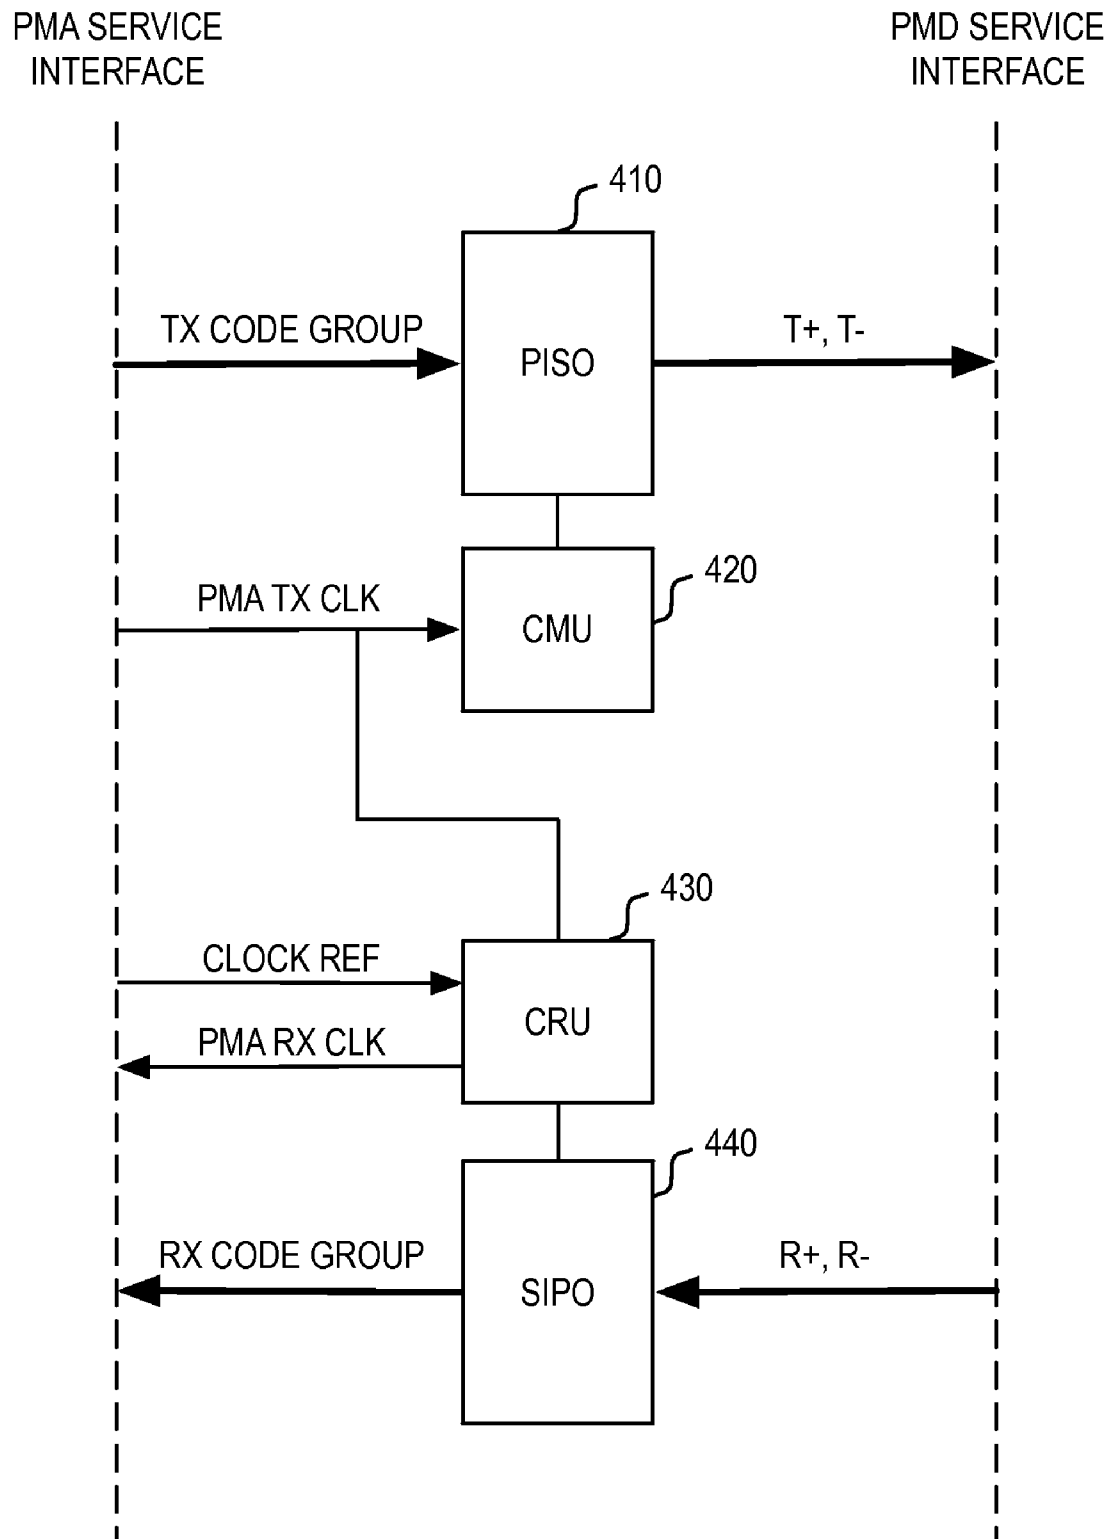 PMA SERVICE
INTERFACE
PMD SERVICE
INTERFACE
410
TX CODE GROUP
PISO
T+, T-
420
PMA TX CLK
CMU
430
CLOCK REF
CRU
PMA RX CLK
440
RX CODE GROUP
SIPO
R+, R-